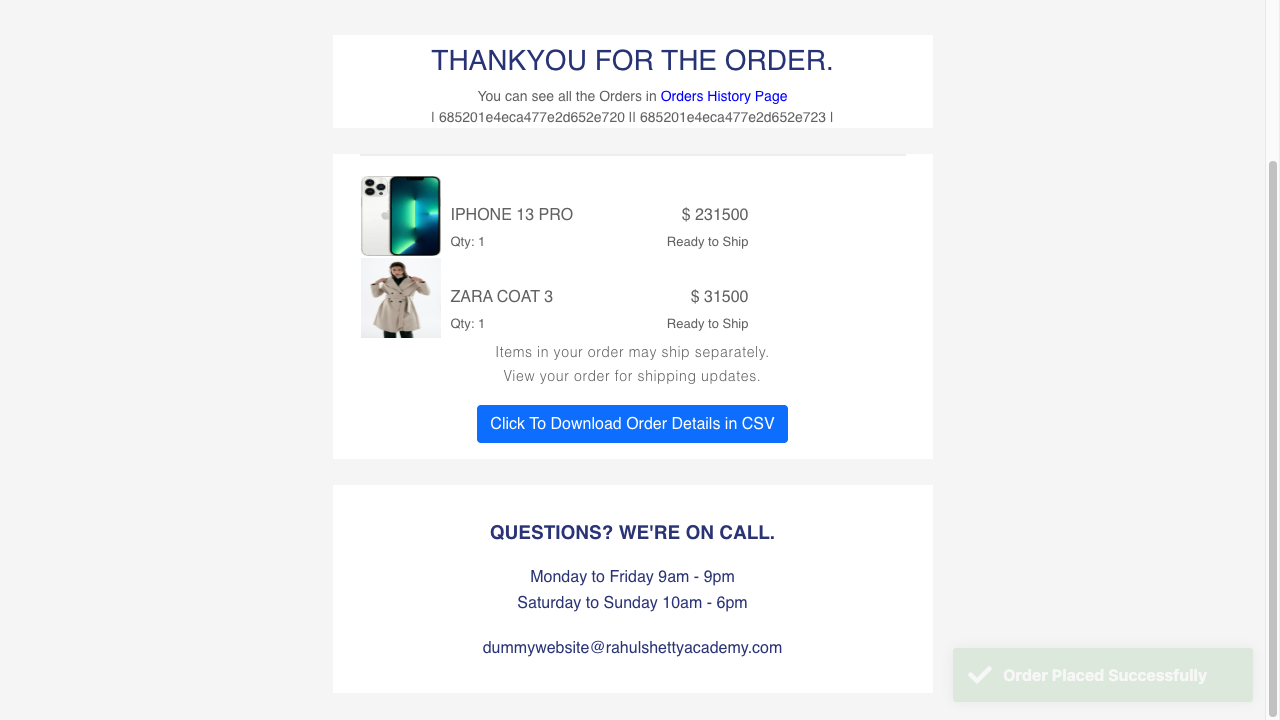 THANKYOU FOR THE ORDER.
You can see all the Orders in Orders History Page
| 685201e4eca477e2d652e720 || 685201e4eca477e2d652e723 |
IPHONE 13 PRO $ 231500
Qty: 1 Ready to Ship
ZARA COAT 3 $ 31500
Qty: 1 Ready to Ship
Items in your order may ship separately.
View your order for shipping updates.
Click To Download Order Details in CSV
QUESTIONS? WE'RE ON CALL.
Monday to Friday 9am - 9pm
Saturday to Sunday 10am - 6pm
dummywebsite@rahulshettyacademy.com
Order Placed Successfully